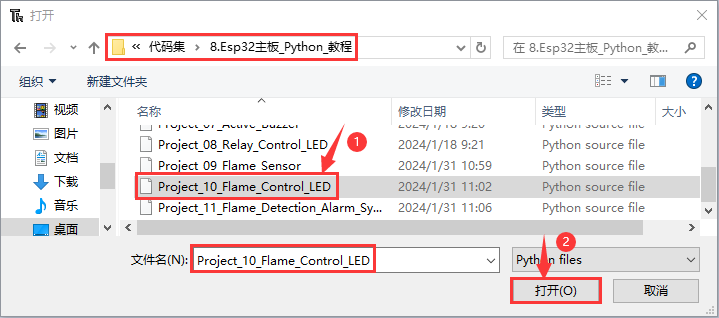 打开
« 代码集 › 8.Esp32主板_Python_教程
在 8.Esp32主板_Python_教...
组织 新建文件夹
名称 修改日期 类型 大小
视频
图片
文档
下载
音乐
桌面
Project_07_Active_Buzzer 2024/1/18 9:20 Python source file
Project_08_Relay_Control_LED 2024/1/18 9:21 Python source file
Project_09_Flame_Sensor 2024/1/31 10:59 Python source file
Project_10_Flame_Control_LED 2024/1/31 11:02 Python source file
Project_11_Flame_Detection_Alarm_Sy... 2024/1/31 11:06 Python source file
1
文件名(N): Project_10_Flame_Control_LED Python files
2
打开(O) 取消